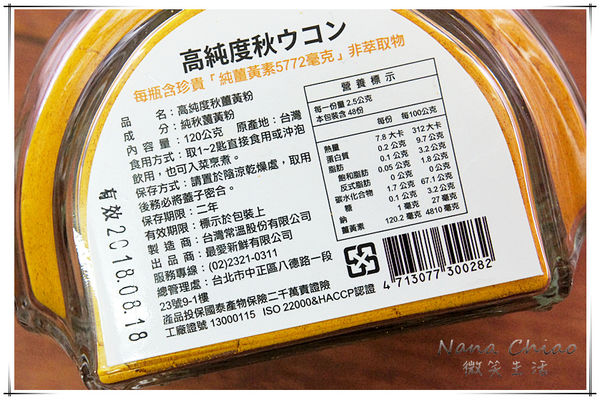 高純度秋ウコン
每瓶含珍貴「純薑黃素5772毫克」非萃取物
品　　名：高純度秋薑黃粉
成　　分：純秋薑黃粉
內 容 量：120公克　原產地：台灣
食用方式：取1~2匙直接食用或沖泡
飲用，也可入菜烹煮。
保存方式：請置於陰涼乾燥處，取用
後務必將蓋子密合。
保存期限：二年
有效期限：標示於包裝上
製 造 商：台灣常溫股份有限公司
出 品 商：最愛新鮮有限公司
服務專線：(02)2321-0311
總管理處：台北市中正區八德路一段
23號9-1樓
產品投保國泰產物保險二千萬責證險
工廠證號 13000115 ISO 22000&HACCP認證
營養標示
每一份量 2.5公克
本包裝含 48份
每份　每100公克
熱量　7.8 大卡　312 大卡
蛋白質　0.2 公克　9.7 公克
脂肪　0.1 公克　3.2 公克
飽和脂肪　0.05 公克　1.8 公克
反式脂肪　0 公克　0 公克
碳水化合物　1.7 公克　67.1 公克
糖　0.1 公克　3.2 公克
鈉　1 毫克　27 毫克
薑黃素　120.2 毫克　4810 毫克
4 713077 300282
有效2018.08.18
Nana Chiao
微笑生活